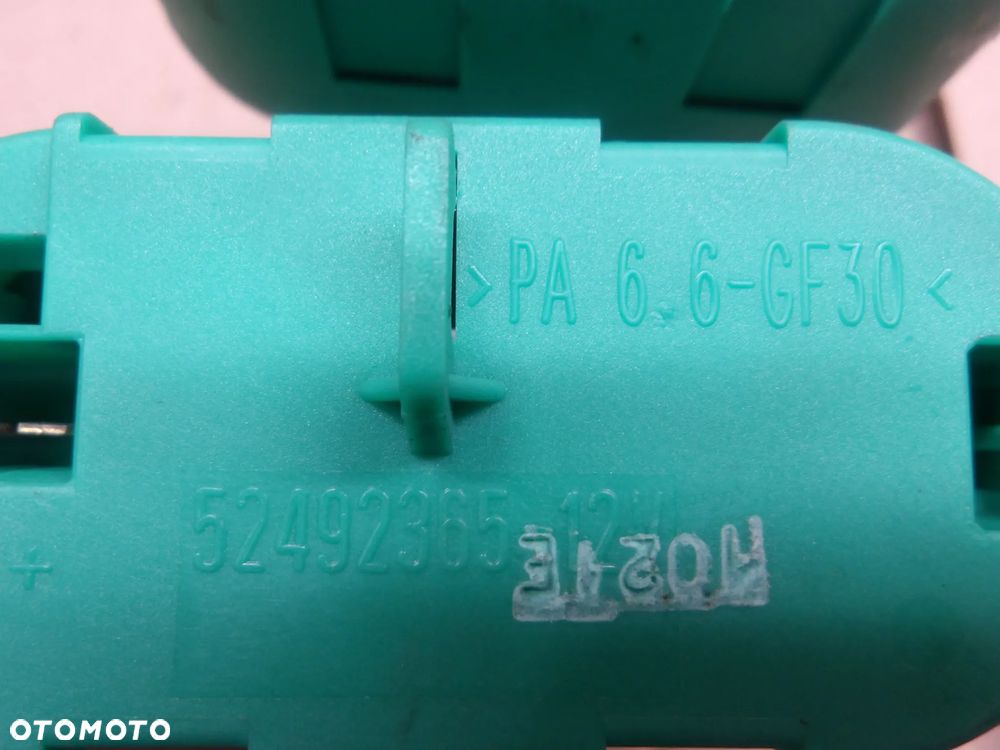 >PA 6.6-GF30<
52492365 12V
+
OTOMOTO